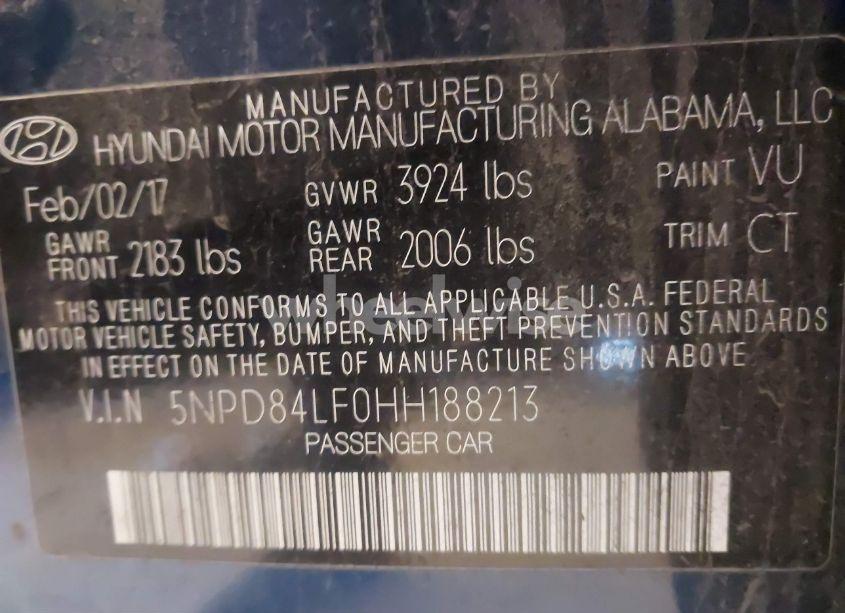 MANUFACTURED BY
HYUNDAI MOTOR MANUFACTURING ALABAMA, LLC
Feb/02/17 GVWR 3924 lbs PAINT VU
GAWR FRONT 2183 lbs GAWR REAR 2006 lbs TRIM CT
THIS VEHICLE CONFORMS TO ALL APPLICABLE U.S.A. FEDERAL
MOTOR VEHICLE SAFETY, BUMPER, AND THEFT PREVENTION STANDARDS
IN EFFECT ON THE DATE OF MANUFACTURE SHOWN ABOVE
V.I.N 5NPD84LF0HH188213
PASSENGER CAR